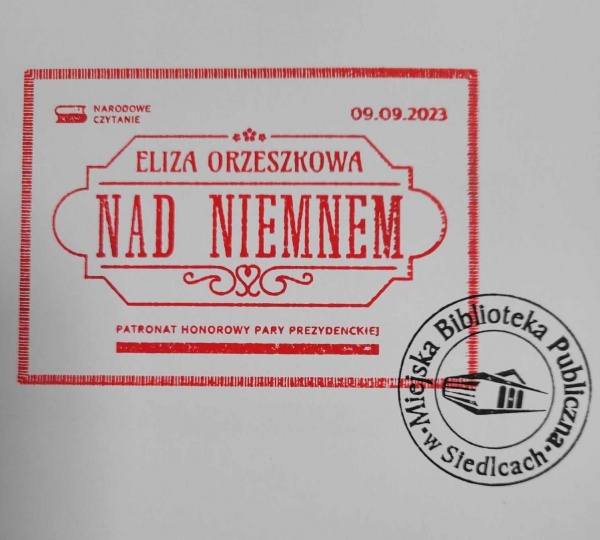 NARODOWE
CZYTANIE
09.09.2023
ELIZA ORZESZKOWA
NAD NIEMNEM
PATRONAT HONOROWY PARY PREZYDENCKIEJ
Miejska Biblioteka Publiczna
w Siedlcach